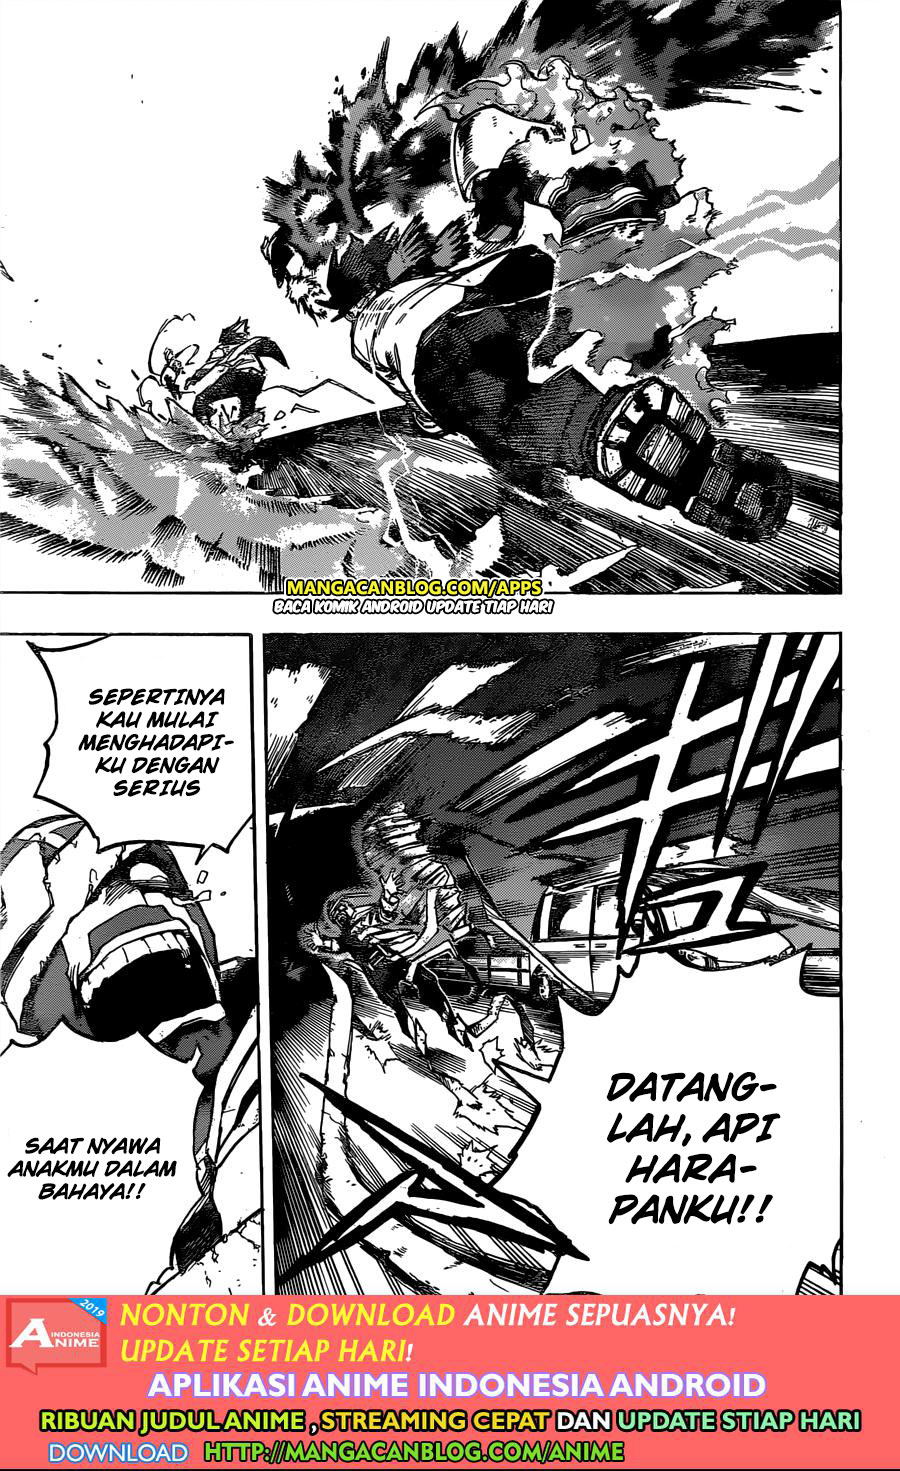 MANGACANBLOG.COM/APPS
BACA KOMIK ANDROID UPDATE TIAP HARI
DATANG-
LAH, API
HARA-
PANKU!!
SEPERTINYA
KAU MULAI
MENGHADAPI-
KU DENGAN
SERIUS
SAAT NYAWA
ANAKMU DALAM
BAHAYA!!
2019
INDONESIA
ANIME
NONTON & DOWNLOAD ANIME SEPUASNYA!
UPDATE SETIAP HARI!
APLIKASI ANIME INDONESIA ANDROID
RIBUAN JUDUL ANIME , STREAMING CEPAT DAN UPDATE STIAP HARI
DOWNLOAD HTTP://MANGACANBLOG.COM/ANIME